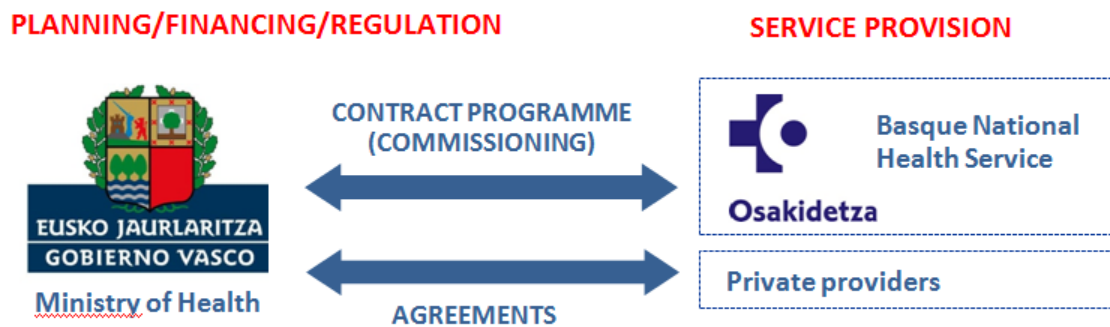 PLANNING/FINANCING/REGULATION
SERVICE PROVISION
CONTRACT PROGRAMME
(COMMISSIONING)
EUSKO JAURLARITZA
GOBIERNO VASCO
Ministry of Health
AGREEMENTS
Osakidetza
Basque National
Health Service
Private providers